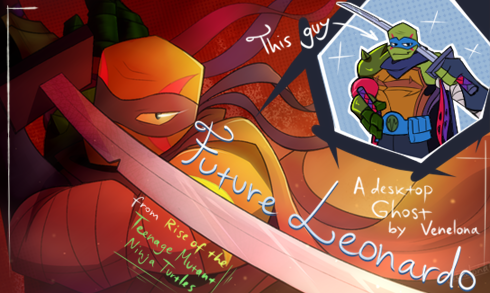 This guy
Future
Leonardo
A desktop
Ghost
by Venelona
from Rise of the
Teenage Mutant
Ninja Turtles